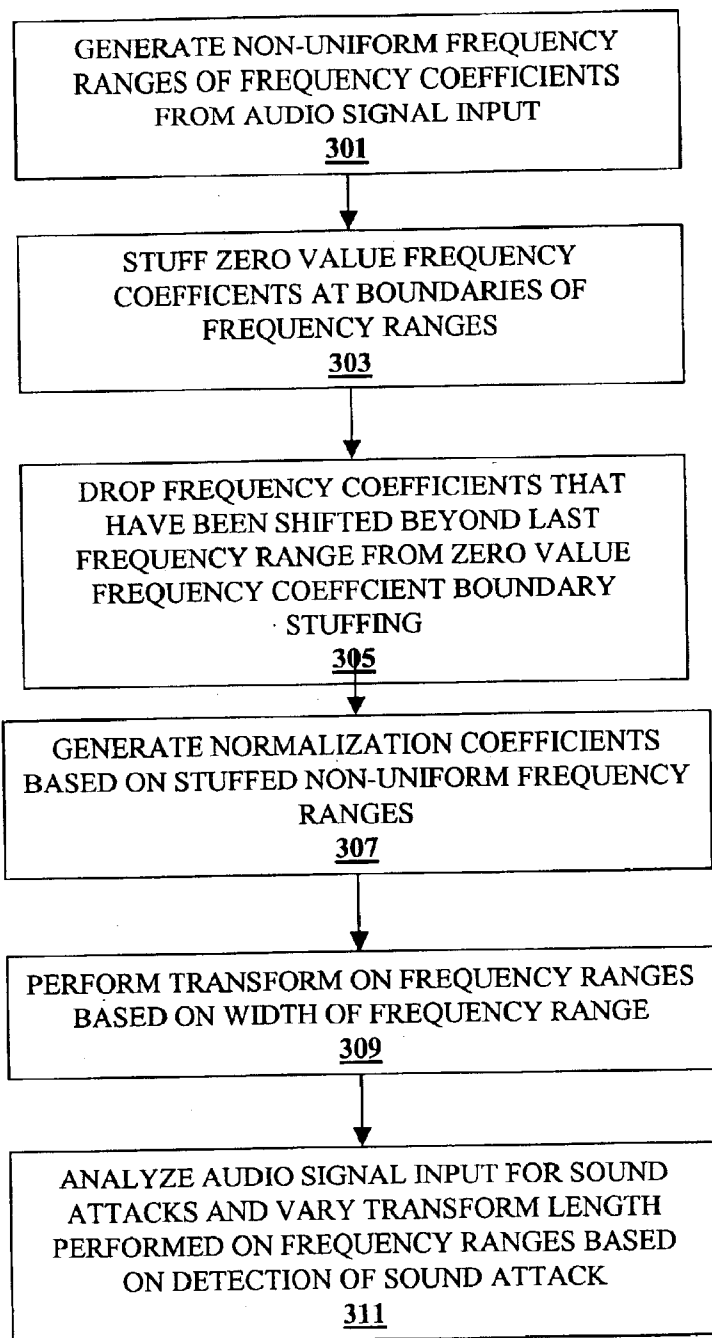 GENERATE NON-UNIFORM FREQUENCY
RANGES OF FREQUENCY COEFFICIENTS
FROM AUDIO SIGNAL INPUT
301
STUFF ZERO VALUE FREQUENCY
COEFFICENTS AT BOUNDARIES OF
FREQUENCY RANGES
303
DROP FREQUENCY COEFFICIENTS THAT
HAVE BEEN SHIFTED BEYOND LAST
FREQUENCY RANGE FROM ZERO VALUE
FREQUENCY COEFFCIENT BOUNDARY
STUFFING
305
GENERATE NORMALIZATION COEFFICIENTS
BASED ON STUFFED NON-UNIFORM FREQUENCY
RANGES
307
PERFORM TRANSFORM ON FREQUENCY RANGES
BASED ON WIDTH OF FREQUENCY RANGE
309
ANALYZE AUDIO SIGNAL INPUT FOR SOUND
ATTACKS AND VARY TRANSFORM LENGTH
PERFORMED ON FREQUENCY RANGES BASED
ON DETECTION OF SOUND ATTACK
311